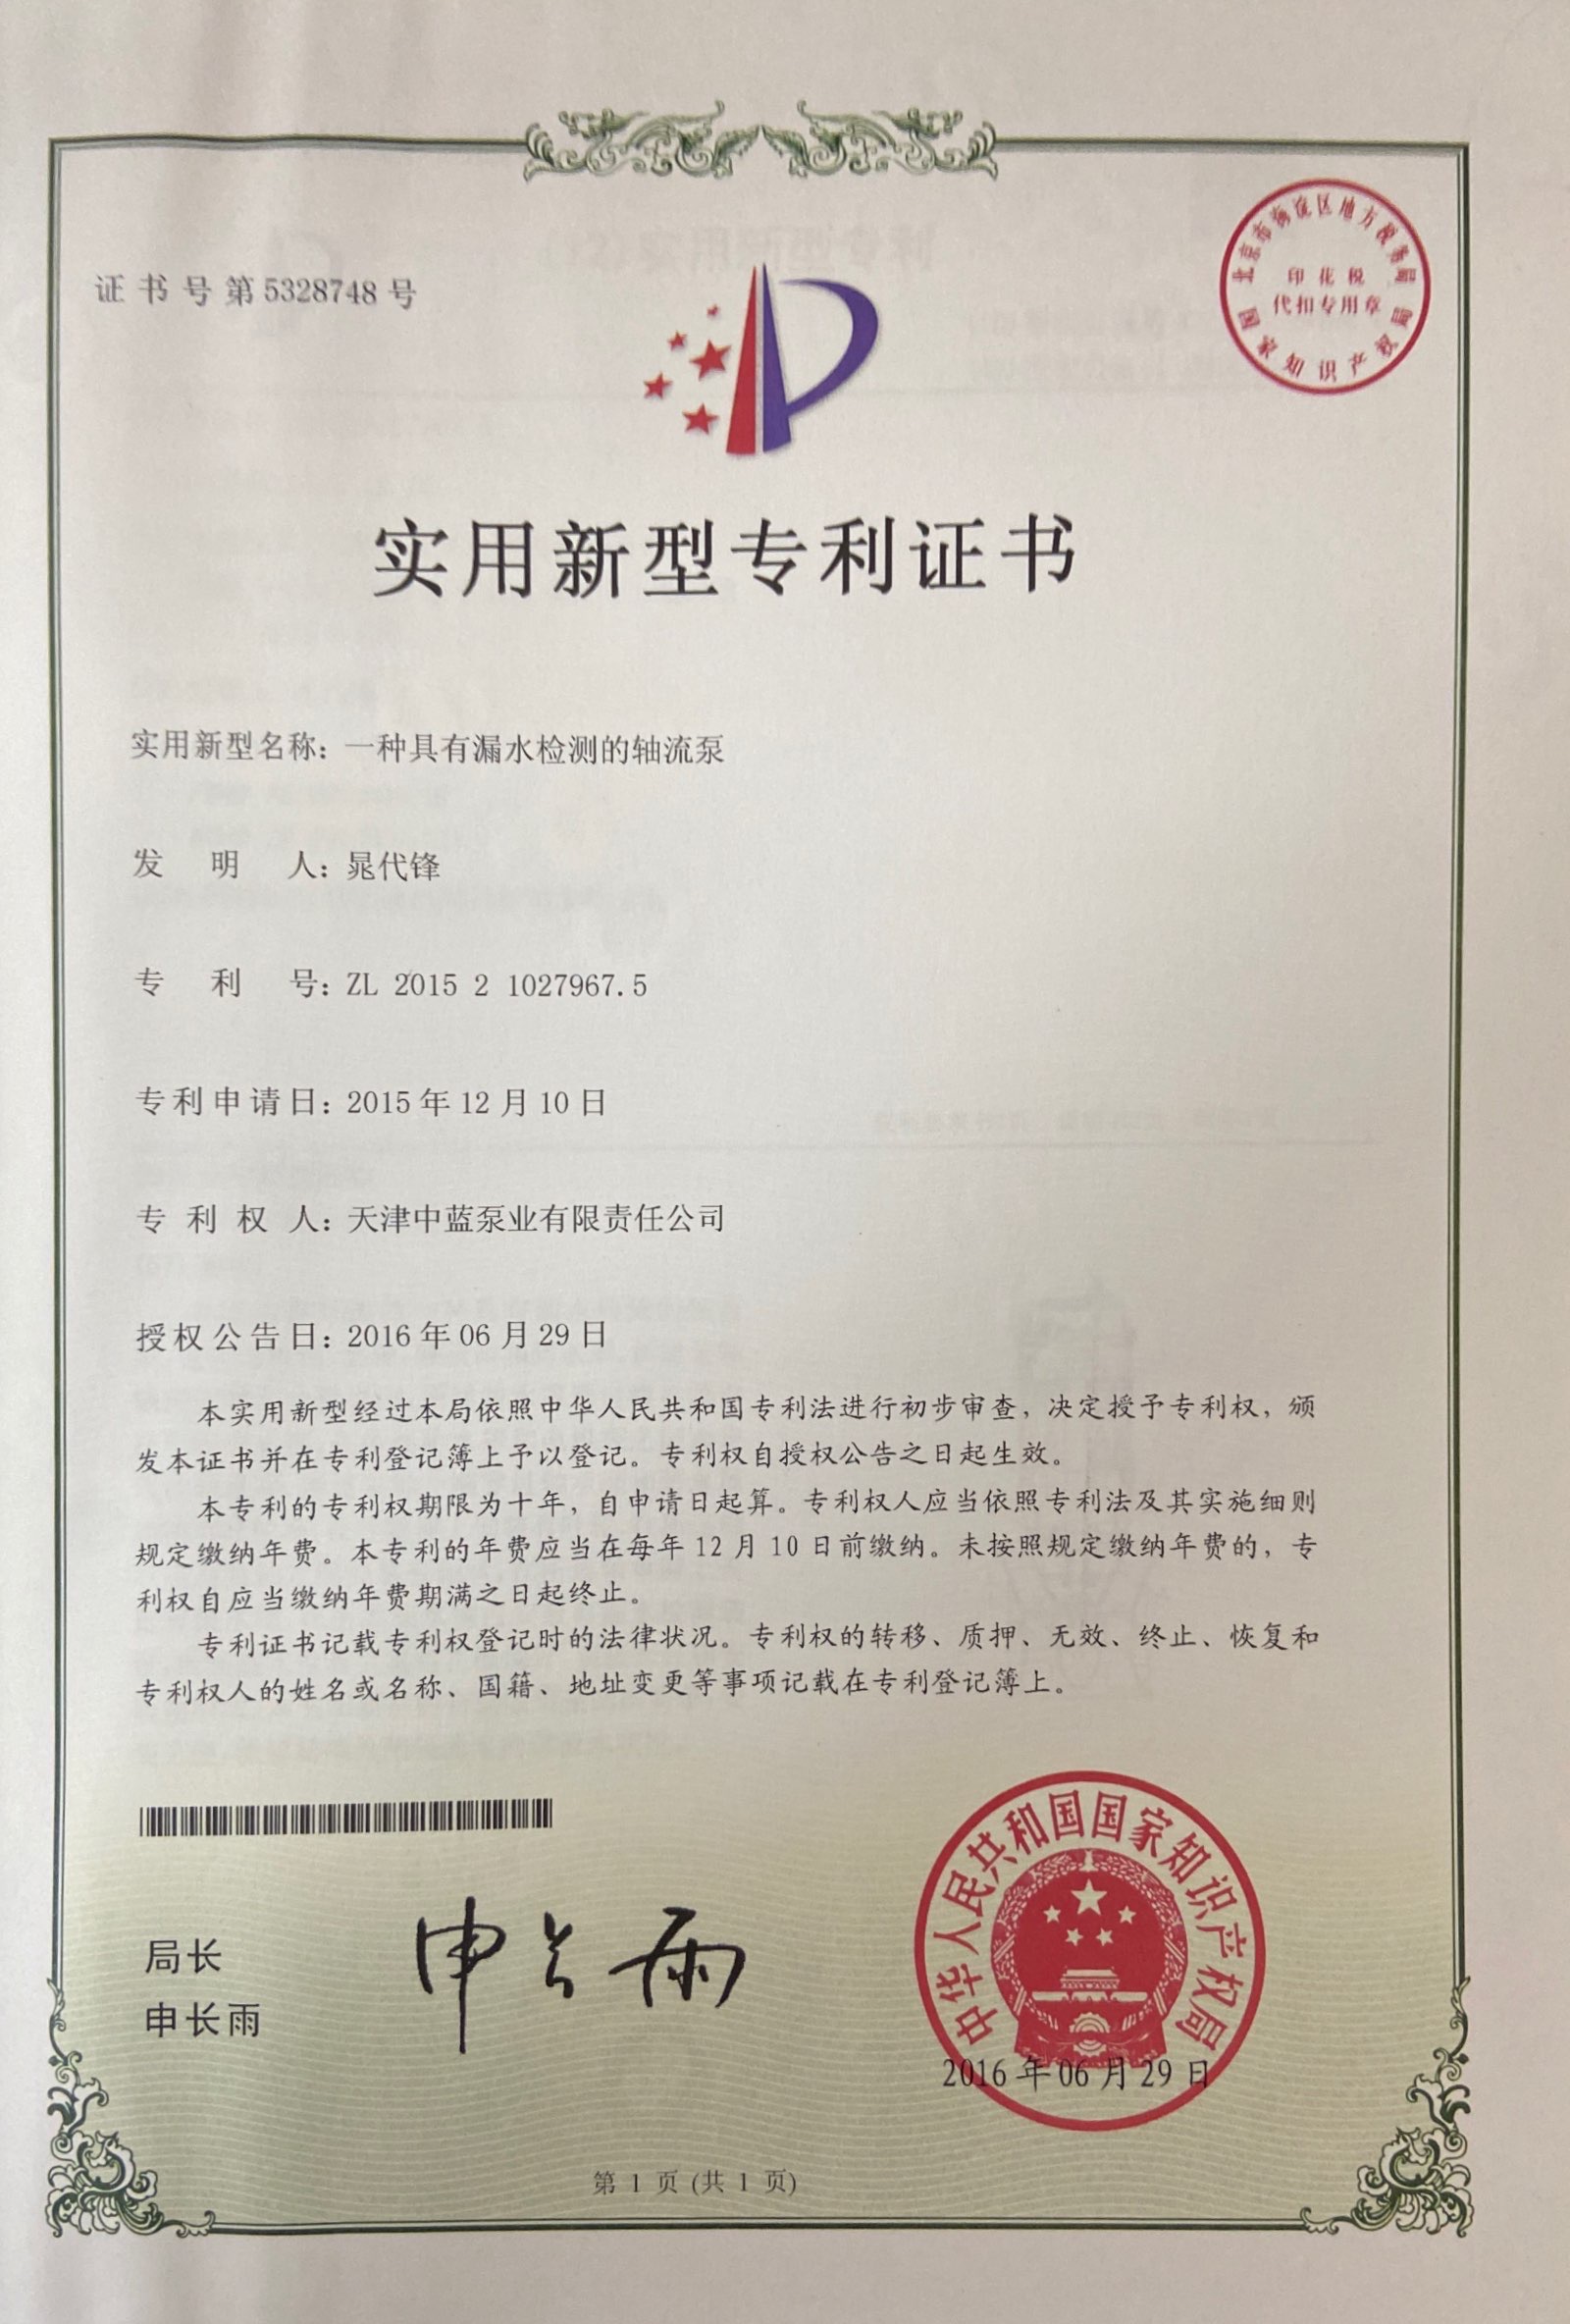 证书号第5328748号
北京市海淀区地方税务局
印花税
代扣专用章
国家知识产权局
实用新型专利证书
实用新型名称：一种具有漏水检测的轴流泵
发明人：晁代锋
专利号：ZL 2015 2 1027967.5
专利申请日：2015年12月10日
专利权人：天津中蓝泵业有限责任公司
授权公告日：2016年06月29日
本实用新型经过本局依照中华人民共和国专利法进行初步审查，决定授予专利权，颁
发本证书并在专利登记簿上予以登记。专利权自授权公告之日起生效。
本专利的专利权期限为十年，自申请日起算。专利权人应当依照专利法及其实施细则
规定缴纳年费。本专利的年费应当在每年12月10日前缴纳。未按照规定缴纳年费的，专
利权自应当缴纳年费期满之日起终止。
专利证书记载专利权登记时的法律状况。专利权的转移、质押、无效、终止、恢复和
专利权人的姓名或名称、国籍、地址变更等事项记载在专利登记簿上。
局长
申长雨
申长雨
中华人民共和国国家知识产权局
2016年06月29日
第 1 页 (共 1 页)